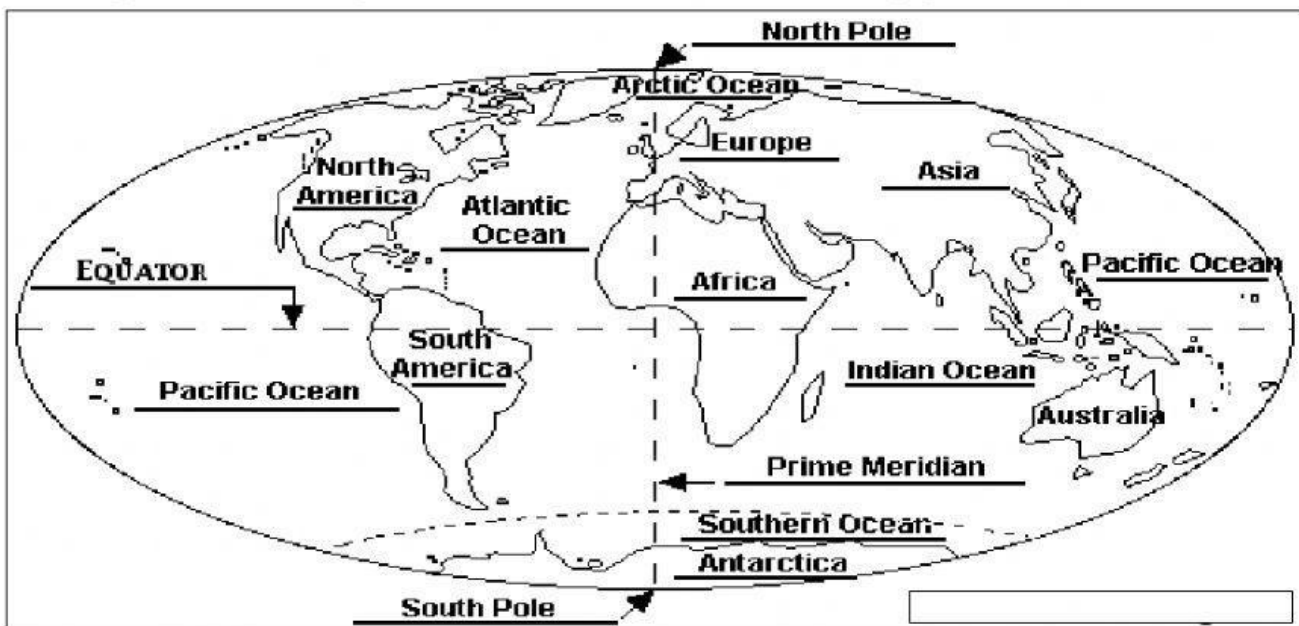 North Pole
Arctic Ocean
Europe
North
America
Asia
Atlantic
Ocean
EQUATOR
Africa
Pacific Ocean
South
America
Indian Ocean
Pacific Ocean
Australia
Prime Meridian
Southern Ocean
Antarctica
South Pole